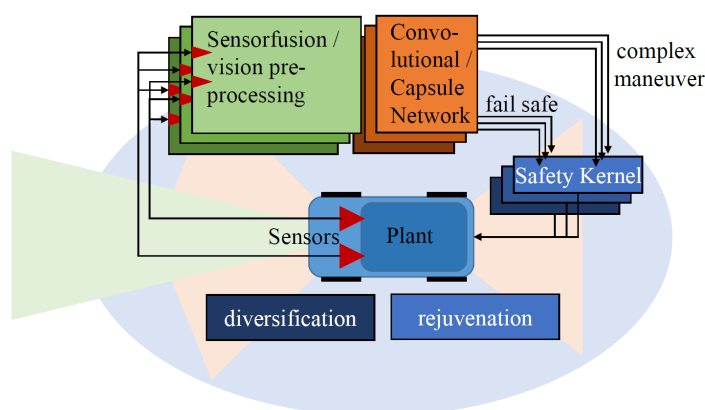 Sensorfusion /
vision pre-
processing
Convo-
lutional /
Capsule
Network
complex
maneuver
fail safe
Safety Kernel
Sensors
Plant
diversification
rejuvenation